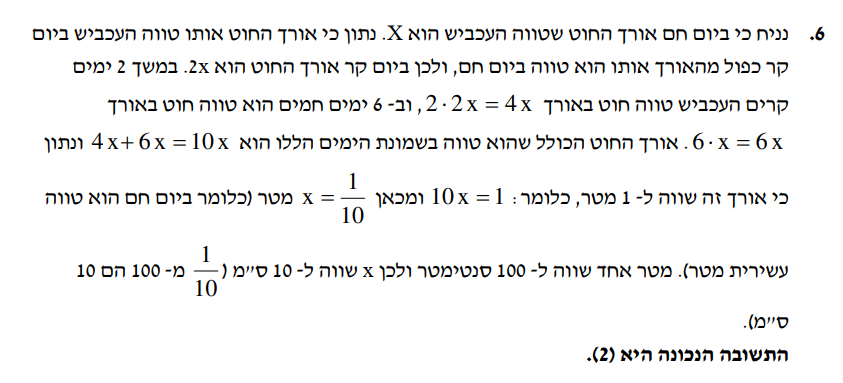 6. נניח כי ביום חם אורך החוט שטווה העכביש הוא X. נתון כי אורך החוט אותו טווה העכביש ביום
קר כפול מהאורך אותו הוא טווה ביום חם, ולכן ביום קר אורך החוט הוא 2x. במשך 2 ימים
קרים העכביש טווה חוט באורך 2 · 2x = 4x, וב- 6 ימים חמים הוא טווה חוט באורך
6 · x = 6x. אורך החוט הכולל שהוא טווה בשמונת הימים הללו הוא 4x + 6x = 10x ונתון
כי אורך זה שווה ל- 1 מטר, כלומר: 10x = 1 ומכאן x = 1/10 מטר (כלומר ביום חם הוא טווה
עשירית מטר). מטר אחד שווה ל- 100 סנטימטר ולכן x שווה ל- 10 ס״מ (1/10 מ- 100 הם 10
ס״מ).
התשובה הנכונה היא (2).